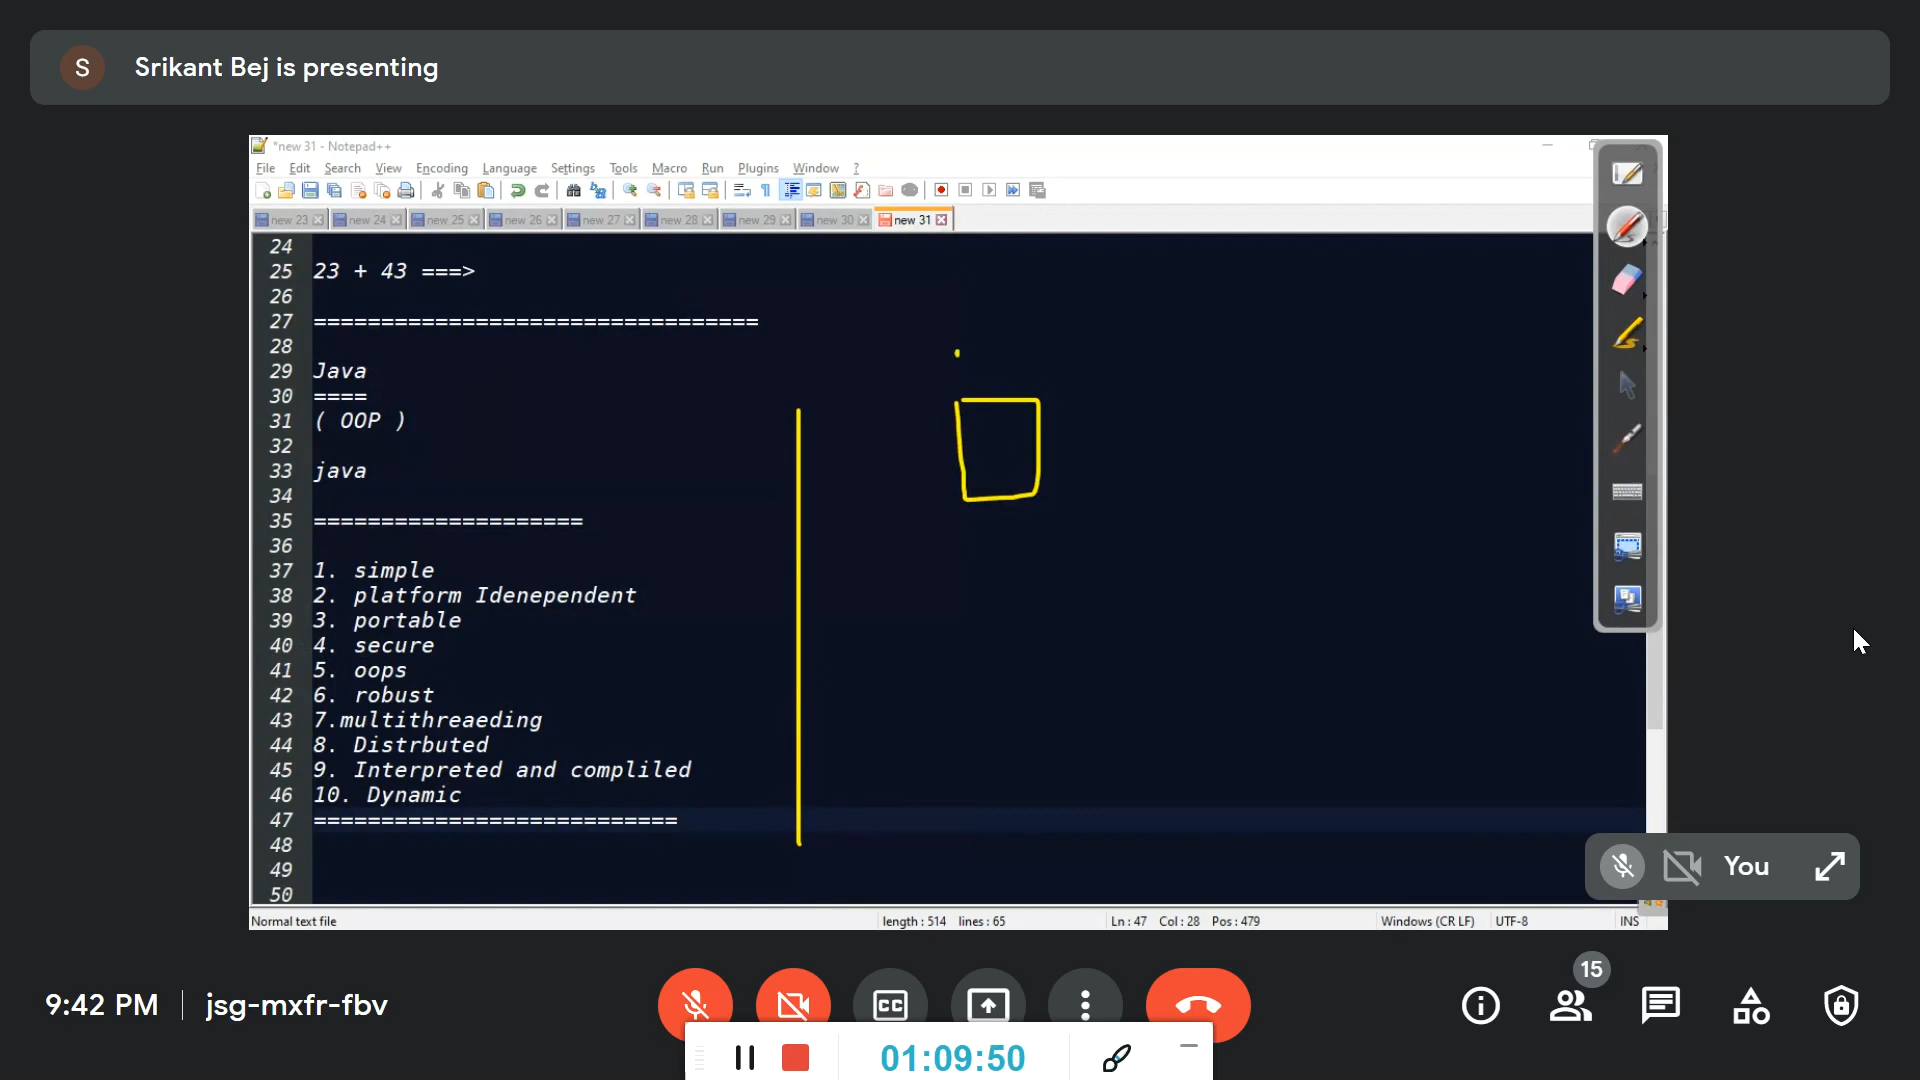 S Srikant Bej is presenting
*new 31 - Notepad++
File Edit Search View Encoding Language Settings Tools Macro Run Plugins Window ?
new 23 new 24 new 25 new 26 new 27 new 28 new 29 new 30 new 31
24
25 23 + 43 ===>
26
27 =================================
28
29 Java
30 ====
31 ( OOP )
32
33 java
34
35 ====================
36
37 1. simple
38 2. platform Idenependent
39 3. portable
40 4. secure
41 5. oops
42 6. robust
43 7.multithreaeding
44 8. Distrbuted
45 9. Interpreted and compliled
46 10. Dynamic
47 ===========================
48
49
50
You
Normal text file length : 514 lines : 65 Ln : 47 Col : 28 Pos : 479 Windows (CR LF) UTF-8 INS
15
9:42 PM jsg-mxfr-fbv CC
01:09:50